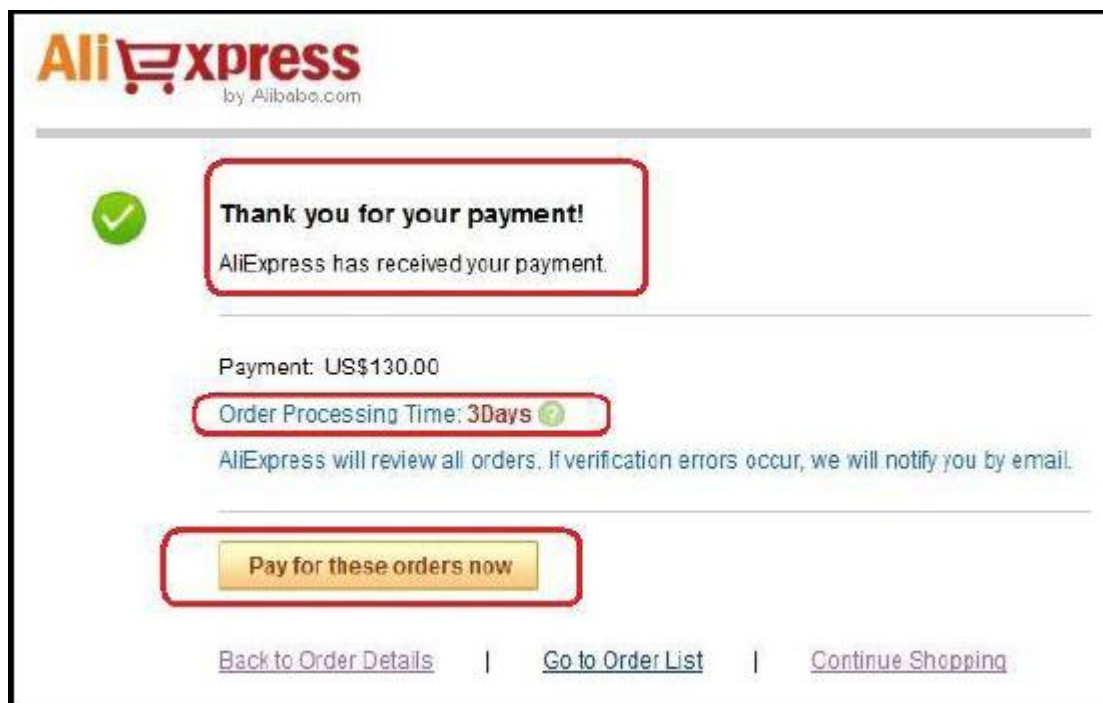 AliExpress
by Alibaba.com
Thank you for your payment!
AliExpress has received your payment.
Payment: US$130.00
Order Processing Time: 3Days ?
AliExpress will review all orders. If verification errors occur, we will notify you by email.
Pay for these orders now
Back to Order Details | Go to Order List | Continue Shopping